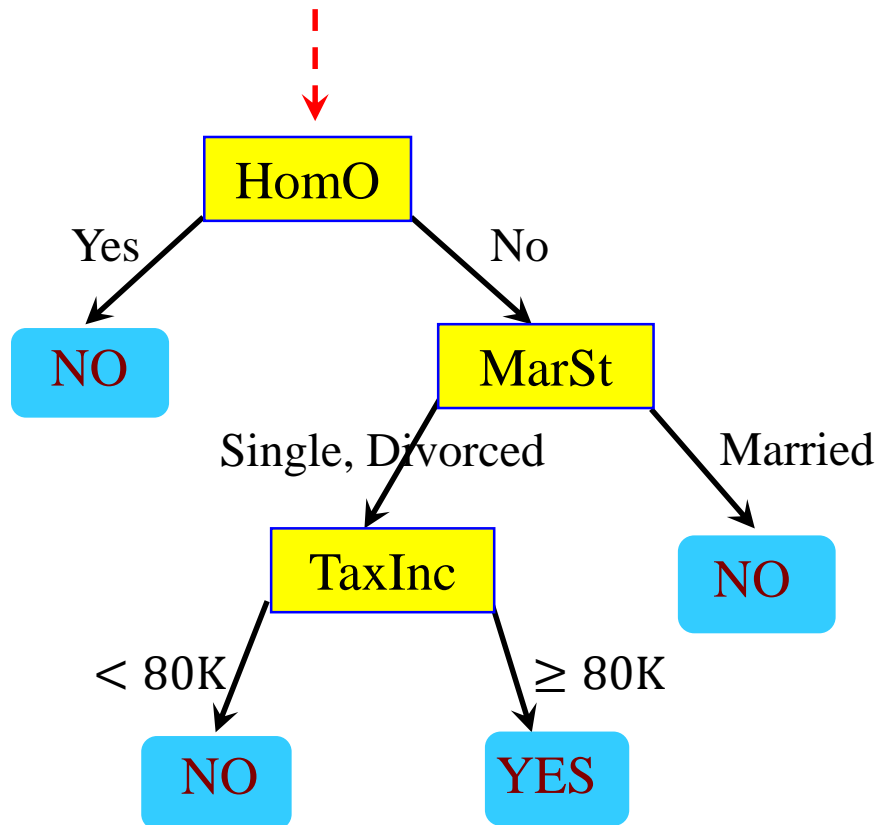 HomO
Yes
No
NO
MarSt
Single, Divorced
Married
TaxInc
NO
< 80K
≥ 80K
NO
YES